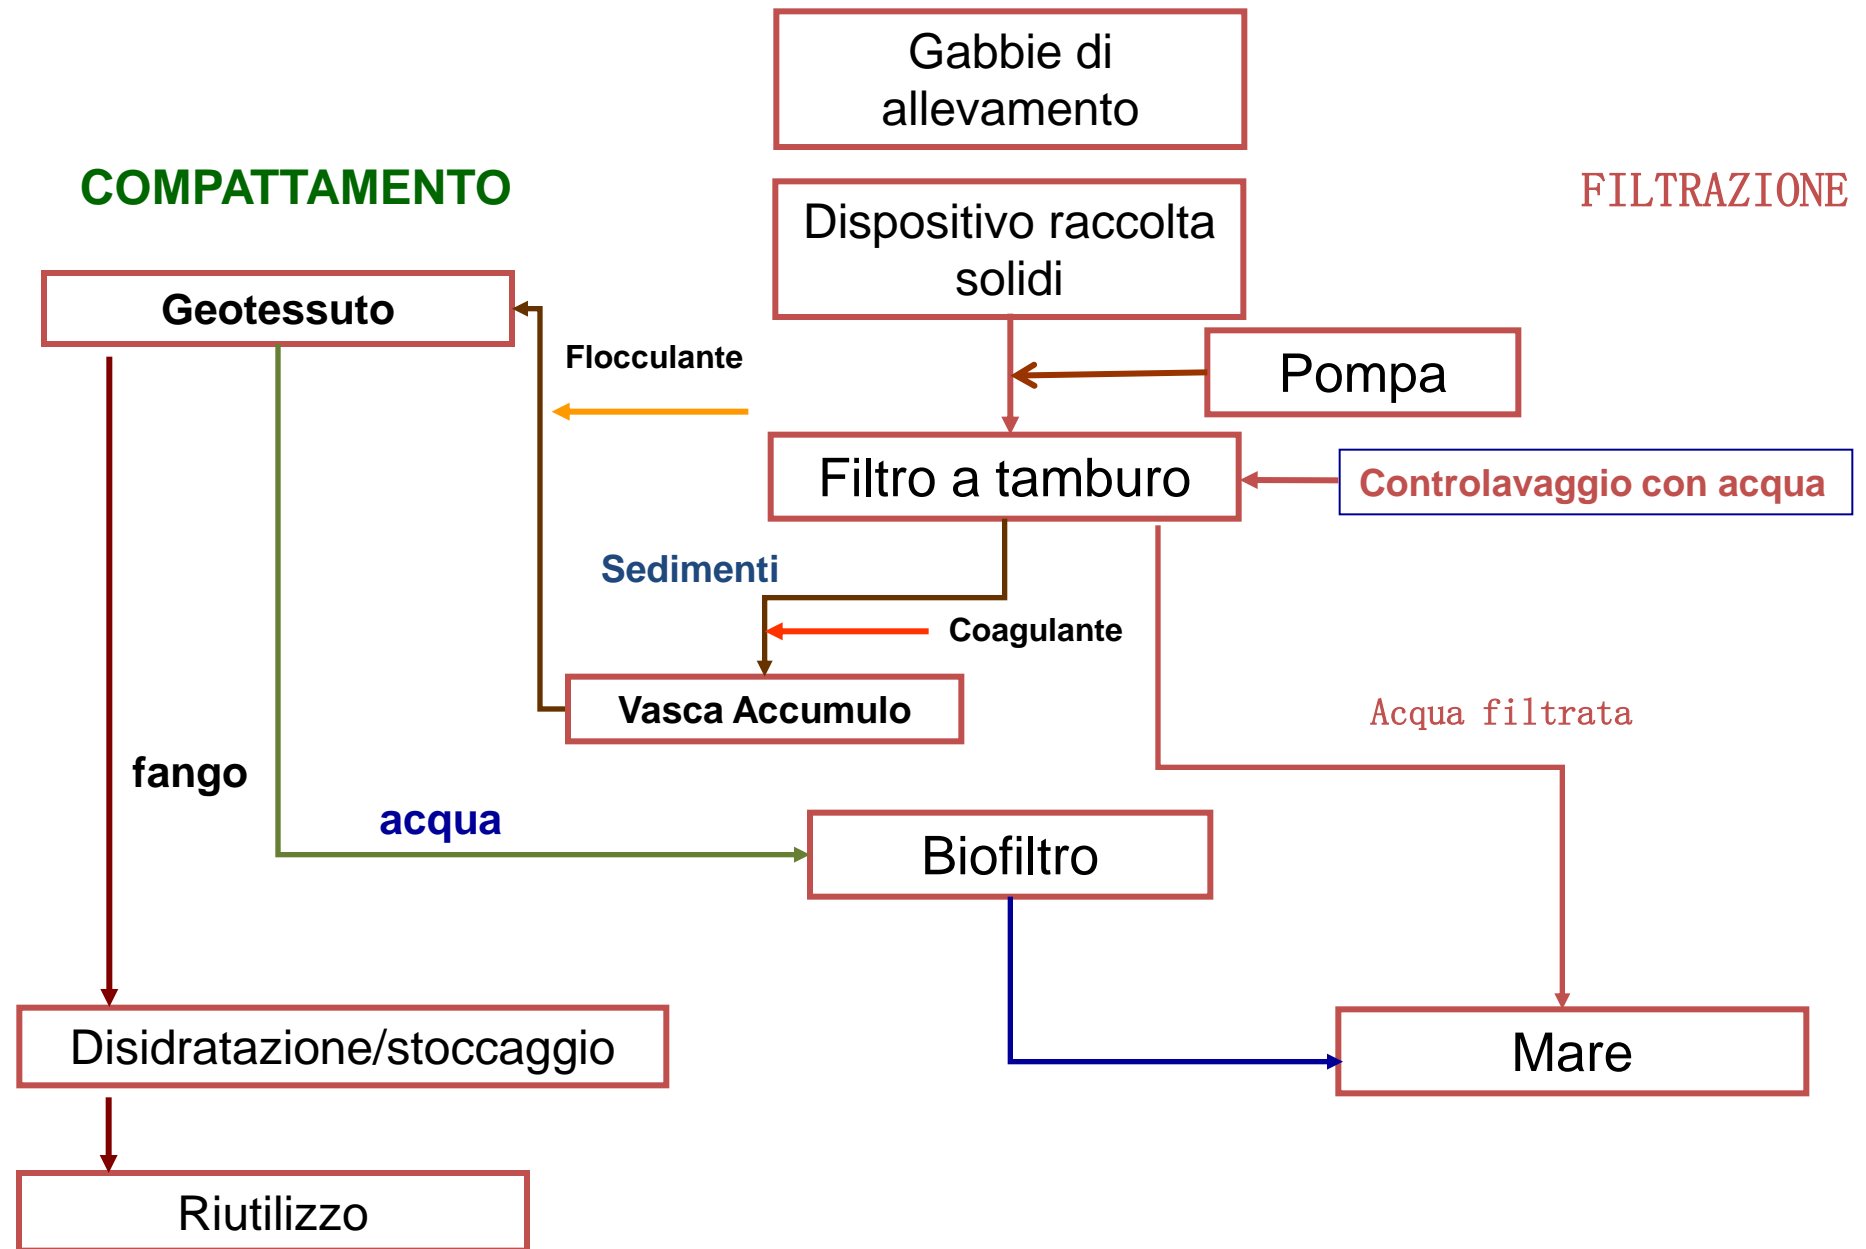 Gabbie di
allevamento
COMPATTAMENTO
FILTRAZIONE
Dispositivo raccolta
solidi
Geotessuto
Flocculante
Pompa
Filtro a tamburo
Controlavaggio con acqua
Sedimenti
Coagulante
Vasca Accumulo
Acqua filtrata
fango
acqua
Biofiltro
Disidratazione/stoccaggio
Mare
Riutilizzo